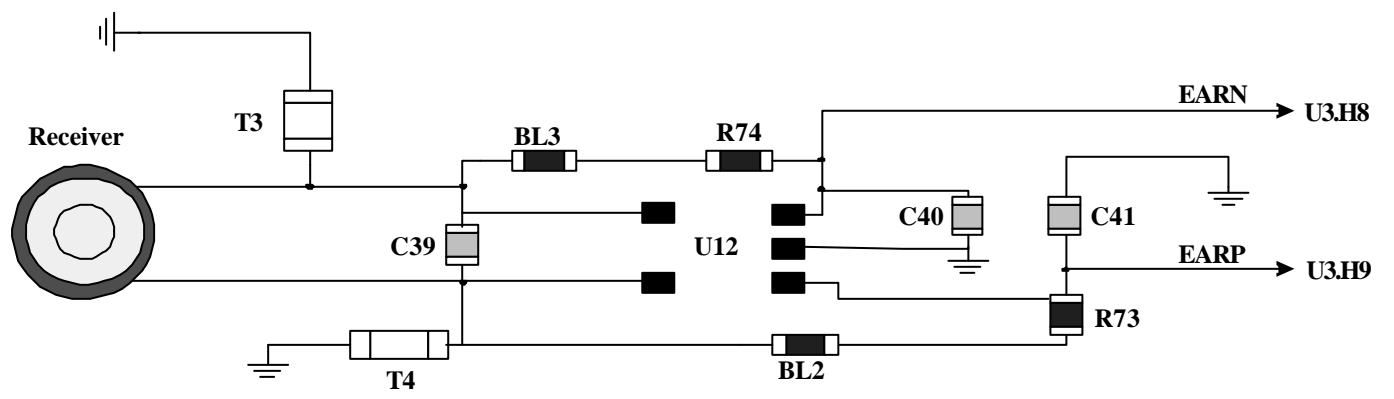 EARN
U3.H8
T3
BL3
R74
Receiver
C40
C41
C39
U12
EARP
U3.H9
R73
BL2
T4